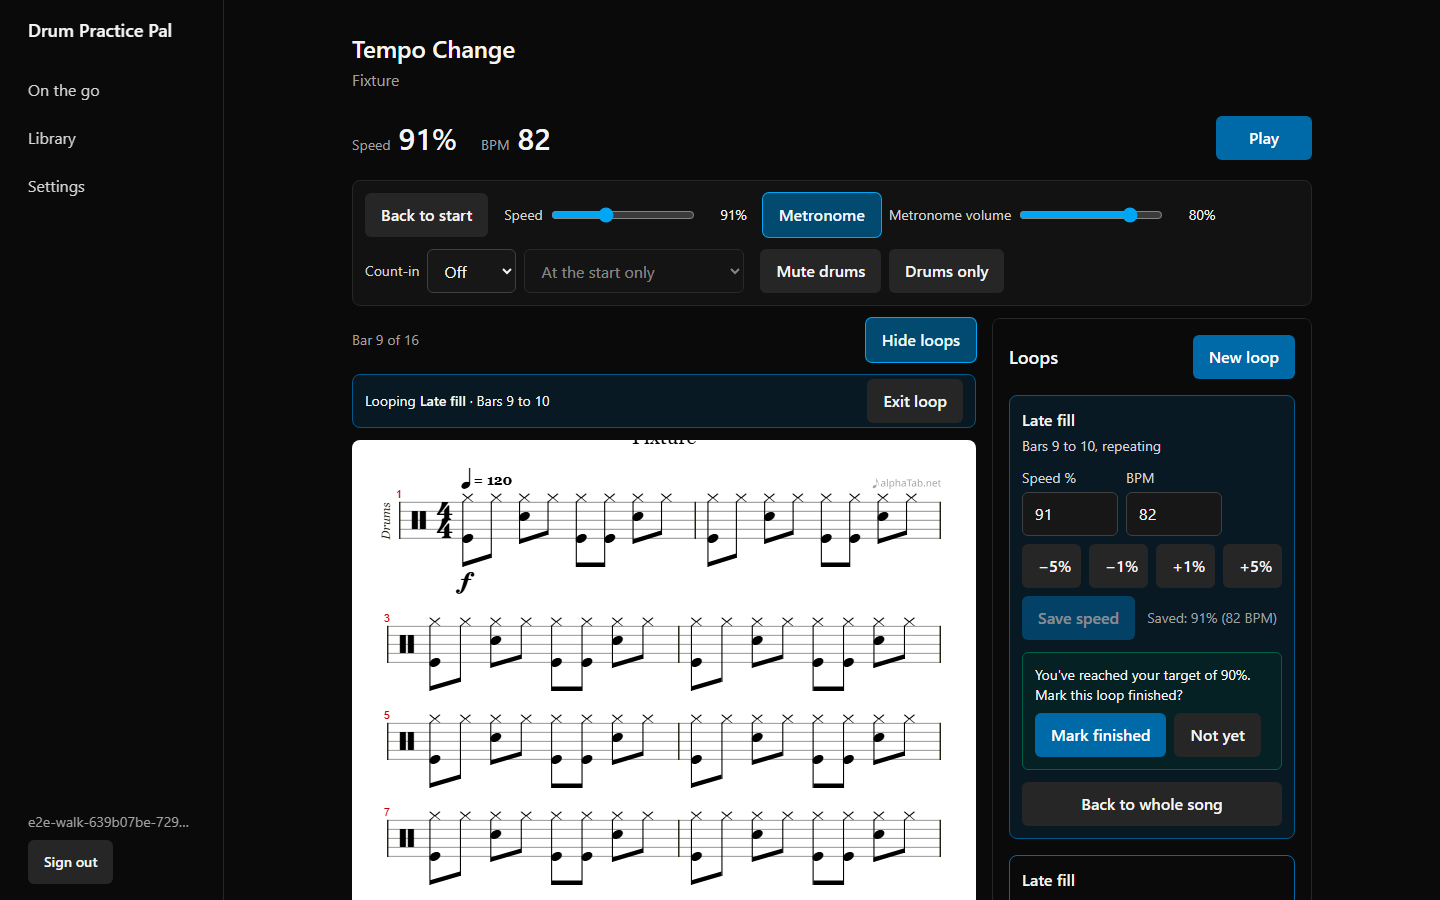 Drum Practice Pal
On the go
Library
Settings
e2e-walk-639b07be-729...
Sign out
Tempo Change
Fixture
Speed 91% BPM 82
Play
Back to start Speed 91% Metronome Metronome volume 80%
Count-in Off At the start only Mute drums Drums only
Bar 9 of 16
Hide loops
Looping Late fill · Bars 9 to 10
Exit loop
Fixture
= 120
alphaTab.net
1
Drums
4
4
f
3
5
7
Loops
New loop
Late fill
Bars 9 to 10, repeating
Speed % BPM
91 82
−5% −1% +1% +5%
Save speed Saved: 91% (82 BPM)
You've reached your target of 90%.
Mark this loop finished?
Mark finished Not yet
Back to whole song
Late fill